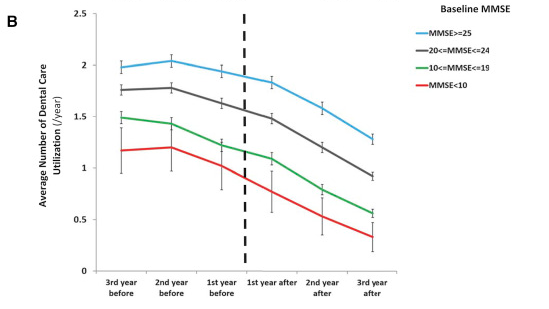 B
Baseline MMSE
MMSE>=25
20<=MMSE<=24
10<=MMSE<=19
MMSE<10
Average Number of Dental Care
Utilization (/year)
2.5
2
1.5
1
0.5
0
3rd year
before
2nd year
before
1st year
before
1st year after
2nd year
after
3rd year
after